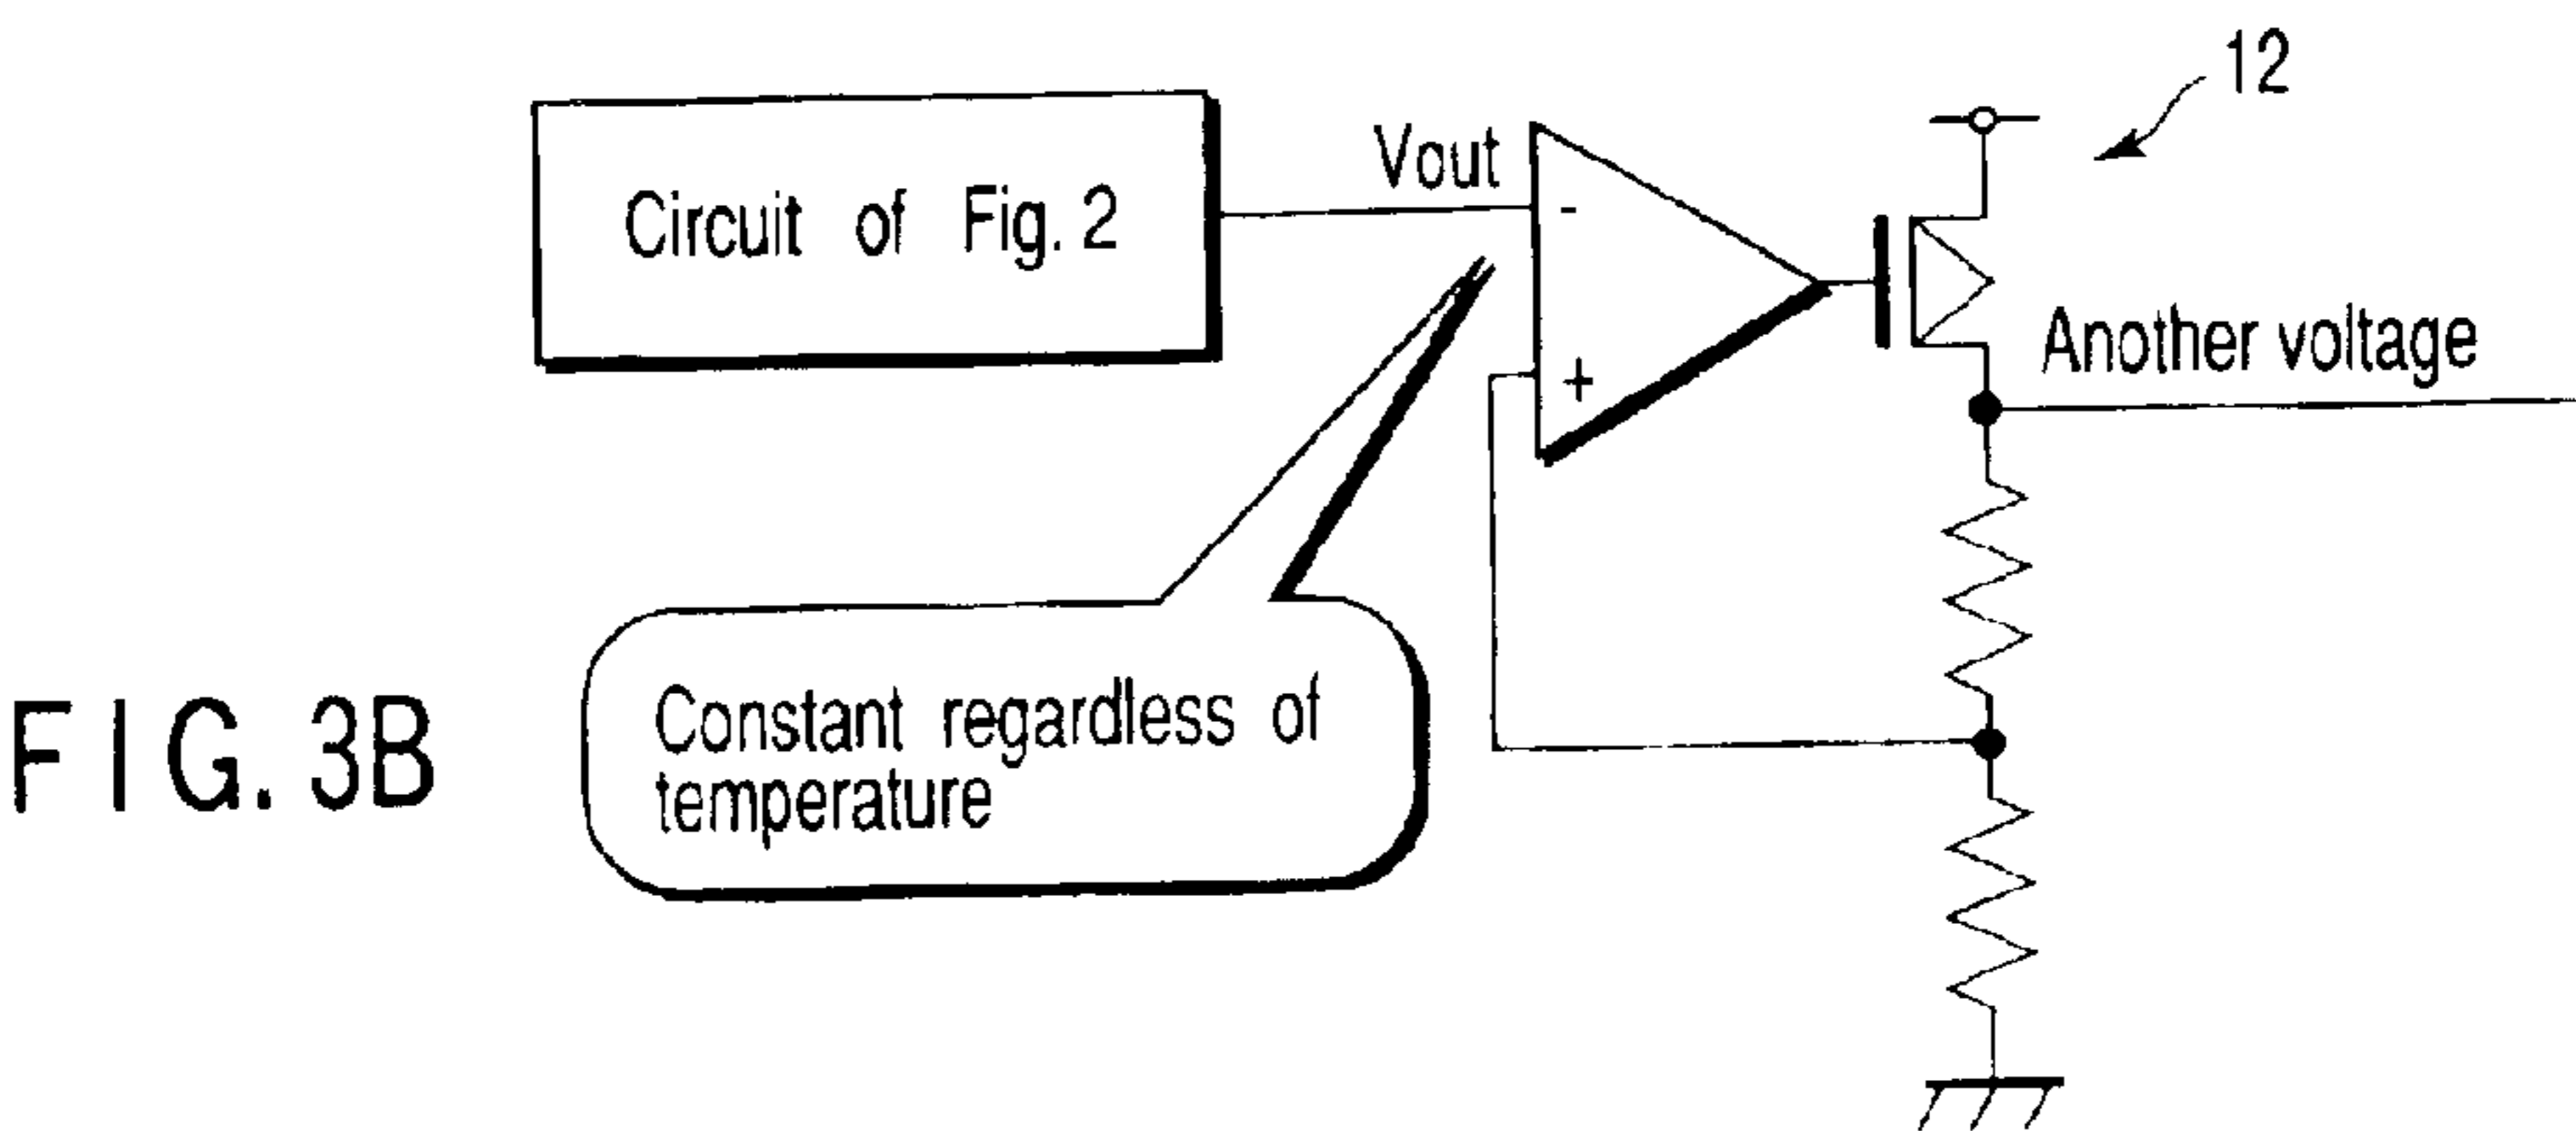 12
Vout
Circuit of Fig. 2
-
Another voltage
+
Constant regardless of
temperature
FIG. 3B